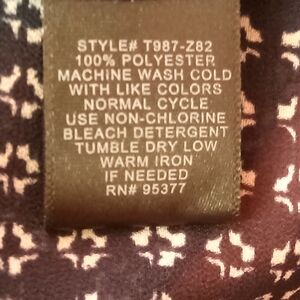 STYLE# T987-Z82
100% POLYESTER
MACHINE WASH COLD
WITH LIKE COLORS
NORMAL CYCLE
USE NON-CHLORINE
BLEACH DETERGENT
TUMBLE DRY LOW
WARM IRON
IF NEEDED
RN# 95377